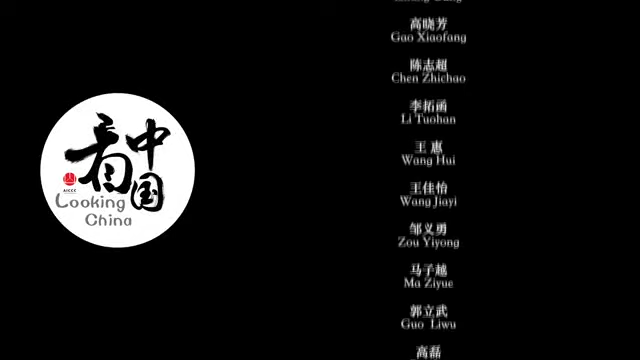 看中国
AICCC
Looking
China
高晓芳
Gao Xiaofang
陈志超
Chen Zhichao
李拓函
Li Tuohan
王 惠
Wang Hui
王佳怡
Wang Jiayi
邹义勇
Zou Yiyong
马子越
Ma Ziyue
郭立武
Guo Liwu
高磊